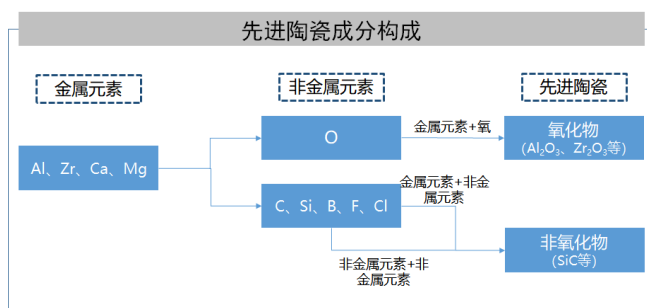 先进陶瓷成分构成
金属元素
非金属元素
先进陶瓷
Al、Zr、Ca、Mg
O
金属元素+氧
氧化物
(Al₂O₃、Zr₂O₃等)
C、Si、B、F、Cl
金属元素+非金
属元素
非金属元素+非
金属元素
非氧化物
(SiC等)